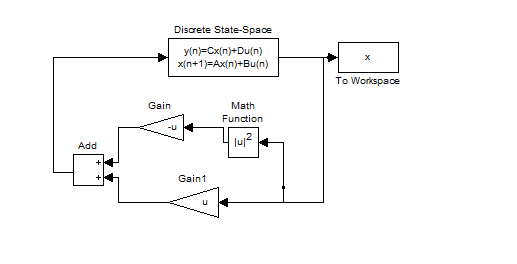 Discrete State-Space
y(n)=Cx(n)+Du(n)
x(n+1)=Ax(n)+Bu(n)
x
To Workspace
Gain
-u
Math
Function
|u|²
Add
+
+
Gain1
u